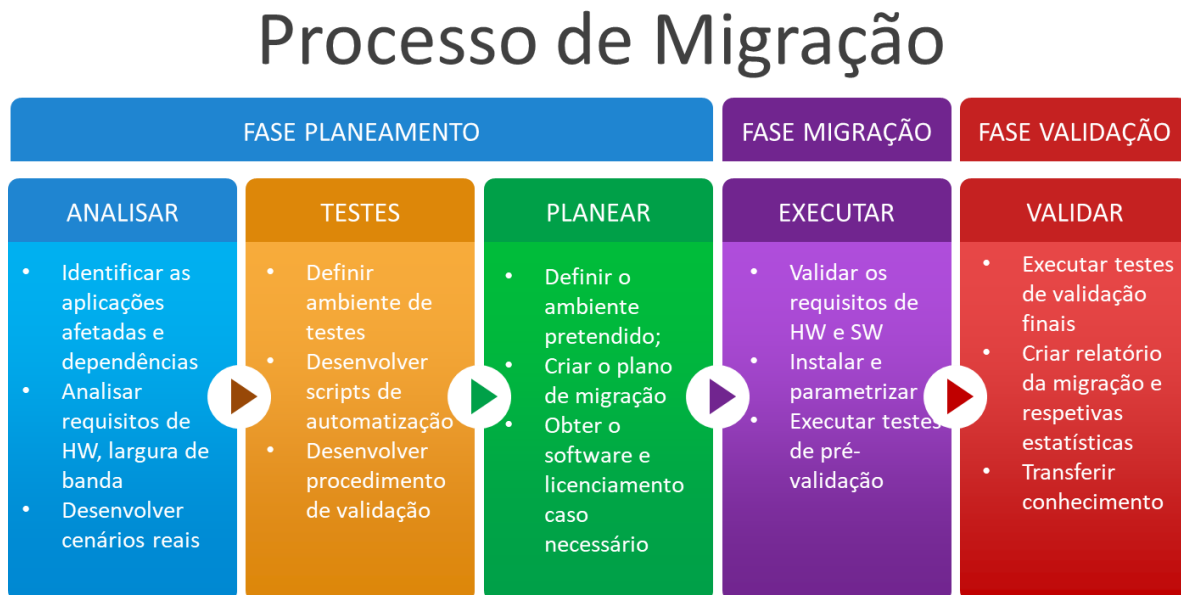 Processo de Migração
FASE PLANEAMENTO
FASE MIGRAÇÃO
FASE VALIDAÇÃO
ANALISAR
• Identificar as
aplicações
afetadas e
dependências
• Analisar
requisitos de
HW, largura de
banda
• Desenvolver
cenários reais
TESTES
• Definir
ambiente de
testes
• Desenvolver
scripts de
automatização
• Desenvolver
procedimento
de validação
PLANEAR
• Definir o
ambiente
pretendido;
• Criar o plano
de migração
• Obter o
software e
licenciamento
caso
necessário
EXECUTAR
• Validar os
requisitos de
HW e SW
• Instalar e
parametrizar
• Executar testes
de pré-
validação
VALIDAR
• Executar testes
de validação
finais
• Criar relatório
da migração e
respetivas
estatísticas
• Transferir
conhecimento